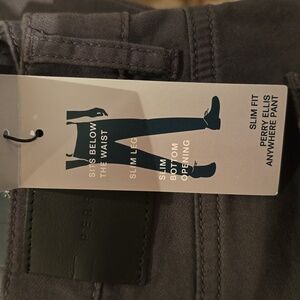 SITS BELOW
THE WAIST
SLIM LEG
SLIM
BOTTOM
OPENING
SLIM FIT
PERRY ELLIS
ANYWHERE PANT